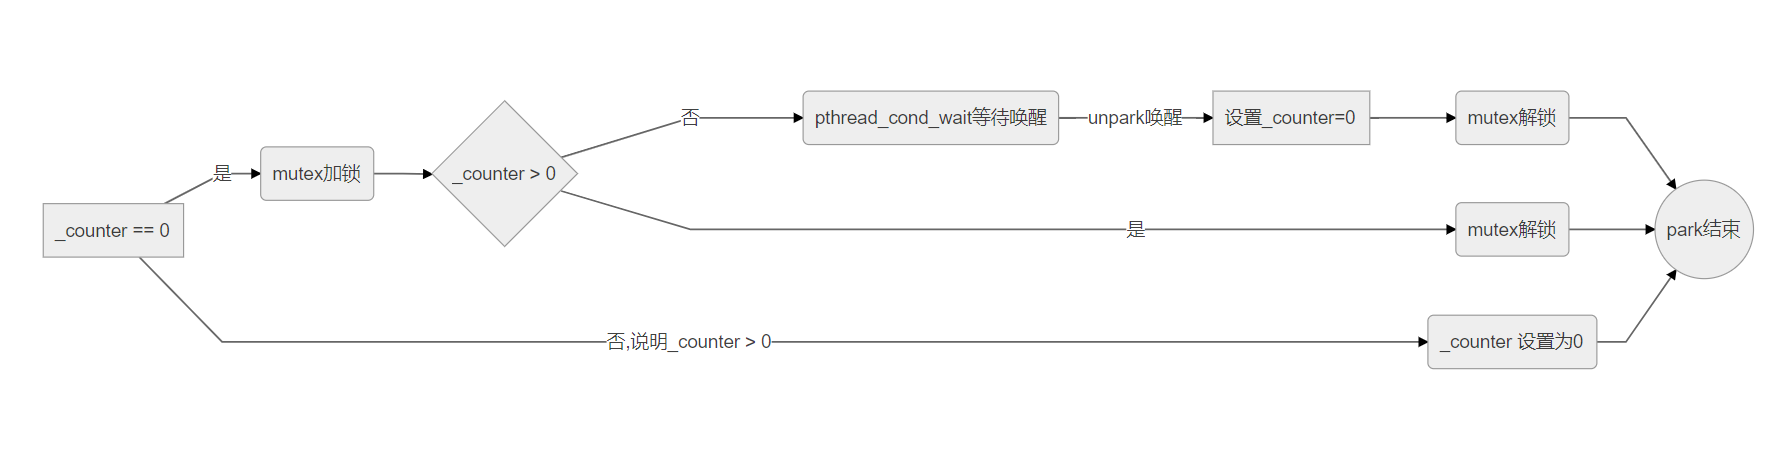 _counter == 0
是
mutex加锁
_counter > 0
否
pthread_cond_wait等待唤醒
unpark唤醒
设置_counter=0
mutex解锁
是
mutex解锁
park结束
否,说明_counter > 0
_counter 设置为0